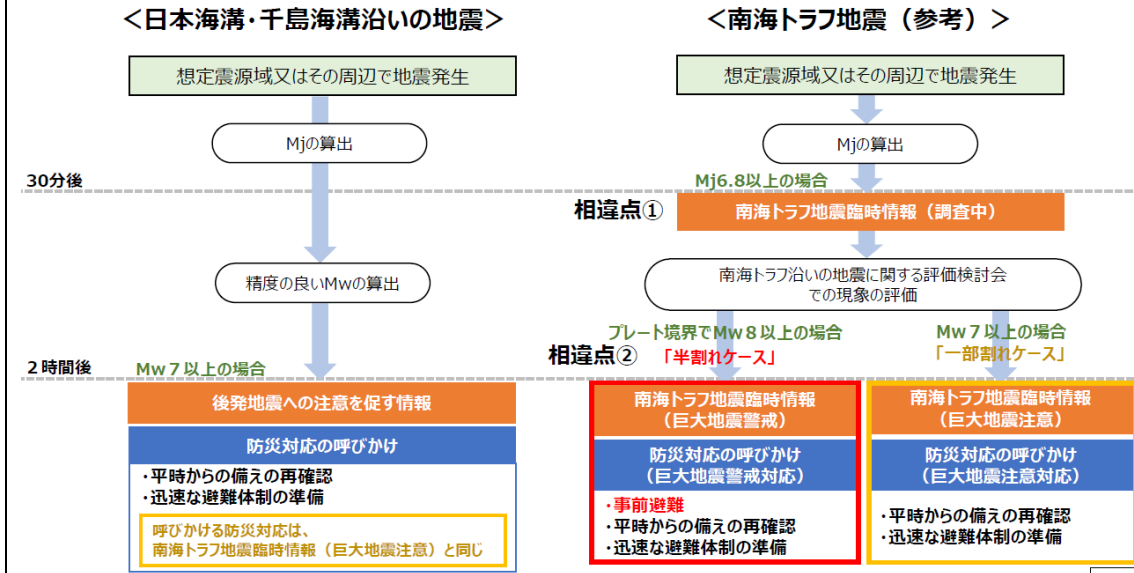 ＜日本海溝・千島海溝沿いの地震＞
想定震源域又はその周辺で地震発生
Mjの算出
30分後
精度の良いMwの算出
2時間後
Mw７以上の場合
後発地震への注意を促す情報
防災対応の呼びかけ
・平時からの備えの再確認
・迅速な避難体制の準備
呼びかける防災対応は、
南海トラフ地震臨時情報（巨大地震注意）と同じ
＜南海トラフ地震（参考）＞
想定震源域又はその周辺で地震発生
Mjの算出
Mj6.8以上の場合
相違点①
南海トラフ地震臨時情報（調査中）
南海トラフ沿いの地震に関する評価検討会
での現象の評価
プレート境界でMw８以上の場合
相違点②
「半割れケース」
Mw７以上の場合
「一部割れケース」
南海トラフ地震臨時情報
（巨大地震警戒）
防災対応の呼びかけ
（巨大地震警戒対応）
・事前避難
・平時からの備えの再確認
・迅速な避難体制の準備
南海トラフ地震臨時情報
（巨大地震注意）
防災対応の呼びかけ
（巨大地震注意対応）
・平時からの備えの再確認
・迅速な避難体制の準備